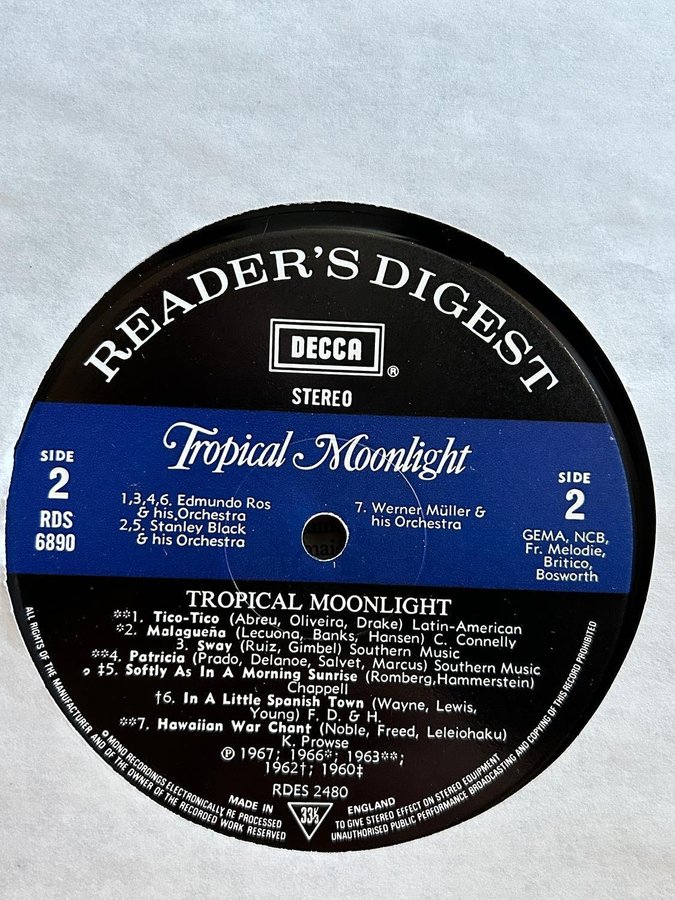 READER'S DIGEST
DECCA ®
STEREO
Tropical Moonlight
SIDE
2
RDS
6890
1,3,4,6. Edmundo Ros
& his Orchestra
2,5. Stanley Black
& his Orchestra
7. Werner Müller &
his Orchestra
SIDE
2
GEMA, NCB,
Fr. Melodie,
Britico,
Bosworth
TROPICAL MOONLIGHT
**1. Tico-Tico (Abreu, Oliveira, Drake) Latin-American
*2. Malagueña (Lecuona, Banks, Hansen) C. Connelly
3. Sway (Ruiz, Gimbel) Southern Music
**4. Patricia (Prado, Delanoe, Salvet, Marcus) Southern Music
o ‡5. Softly As In A Morning Sunrise (Romberg,Hammerstein)
Chappell
†6. In A Little Spanish Town (Wayne, Lewis,
Young) F. D. & H.
**7. Hawaiian War Chant (Noble, Freed, Leleiohaku)
K. Prowse
℗ 1967; 1966*; 1963**;
1962†; 1960‡
RDES 2480
MADE IN 33⅓ ENGLAND
ALL RIGHTS OF THE MANUFACTURER AND OF THE OWNER OF THE RECORDED WORK RESERVED
UNAUTHORISED PUBLIC PERFORMANCE BROADCASTING AND COPYING OF THIS RECORD PROHIBITED
o MONO RECORDINGS ELECTRONICALLY RE PROCESSED
TO GIVE STEREO EFFECT ON STEREO EQUIPMENT